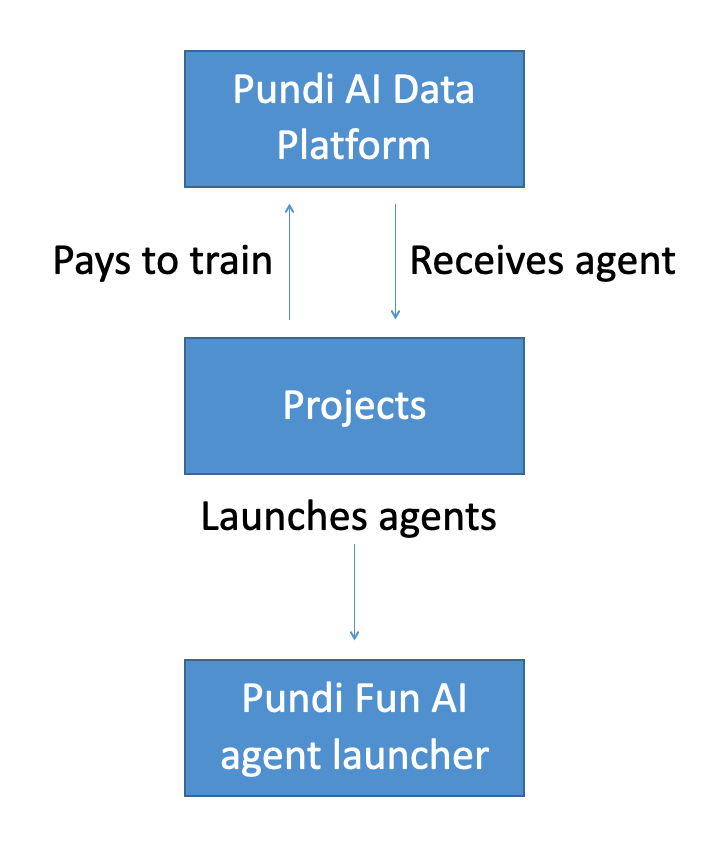 Pundi AI Data
Platform
Pays to train
Receives agent
Projects
Launches agents
Pundi Fun AI
agent launcher